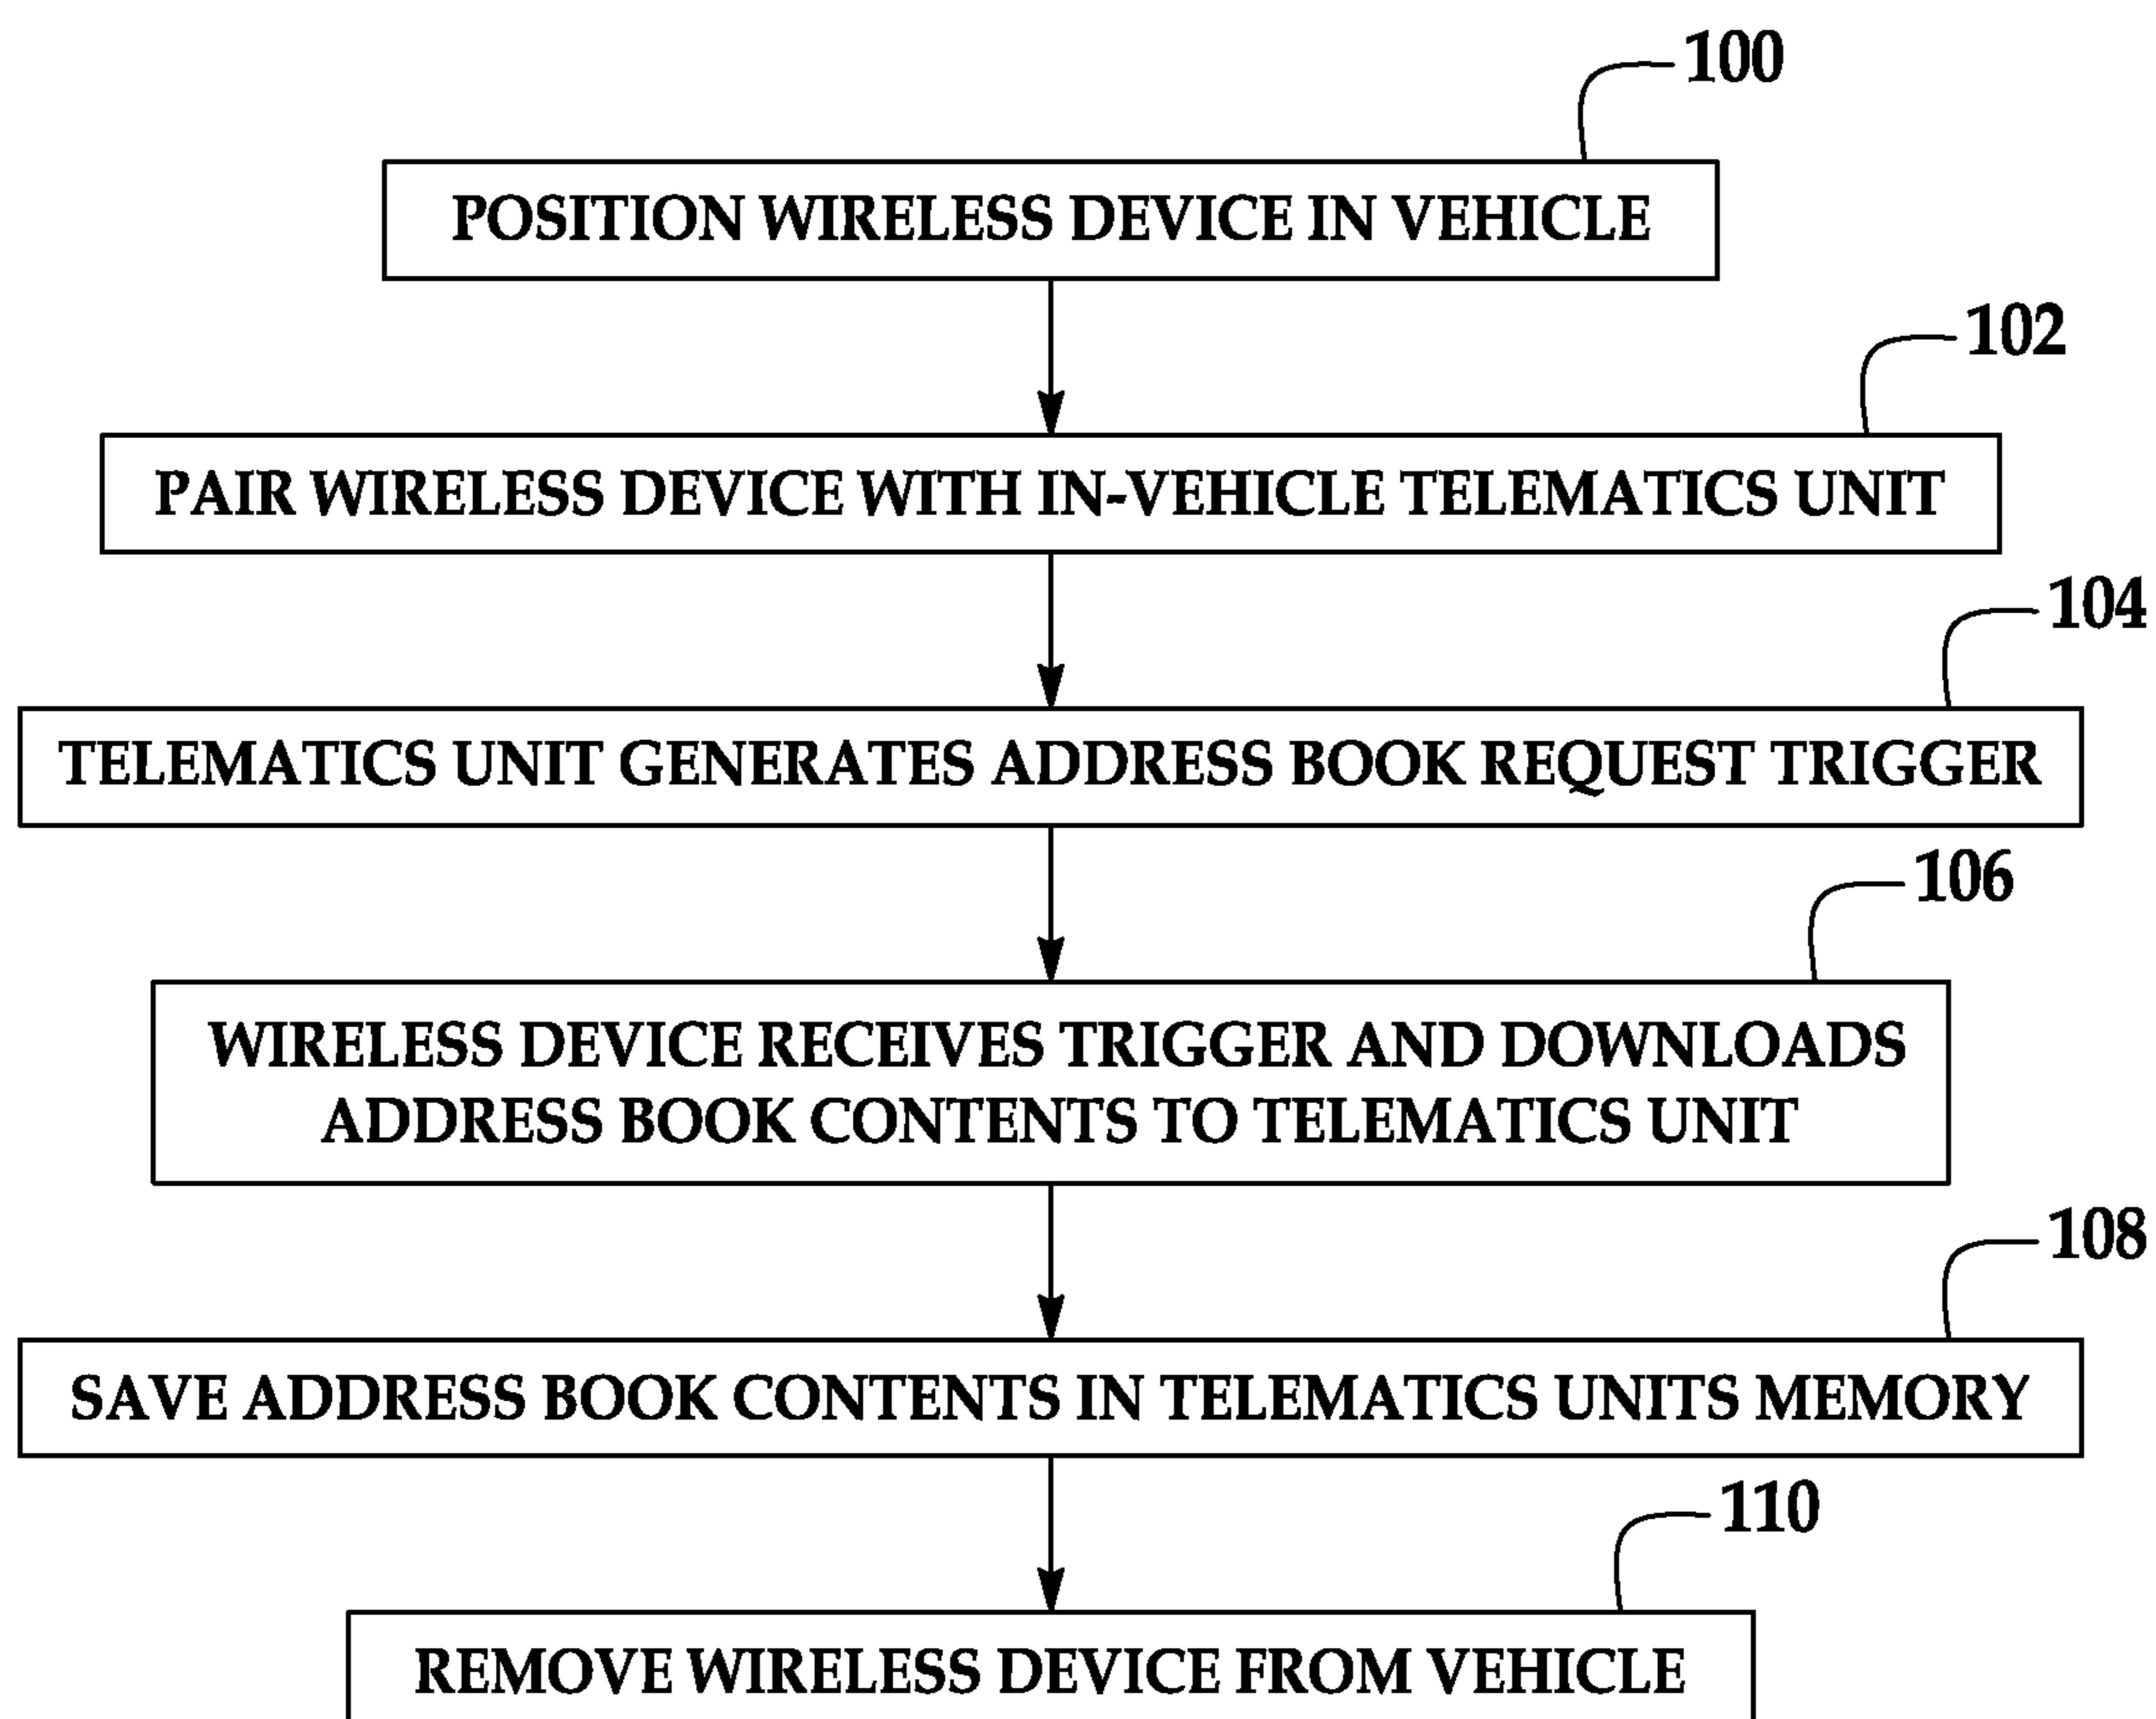 100
POSITION WIRELESS DEVICE IN VEHICLE
102
PAIR WIRELESS DEVICE WITH IN-VEHICLE TELEMATICS UNIT
104
TELEMATICS UNIT GENERATES ADDRESS BOOK REQUEST TRIGGER
106
WIRELESS DEVICE RECEIVES TRIGGER AND DOWNLOADS
ADDRESS BOOK CONTENTS TO TELEMATICS UNIT
108
SAVE ADDRESS BOOK CONTENTS IN TELEMATICS UNITS MEMORY
110
REMOVE WIRELESS DEVICE FROM VEHICLE